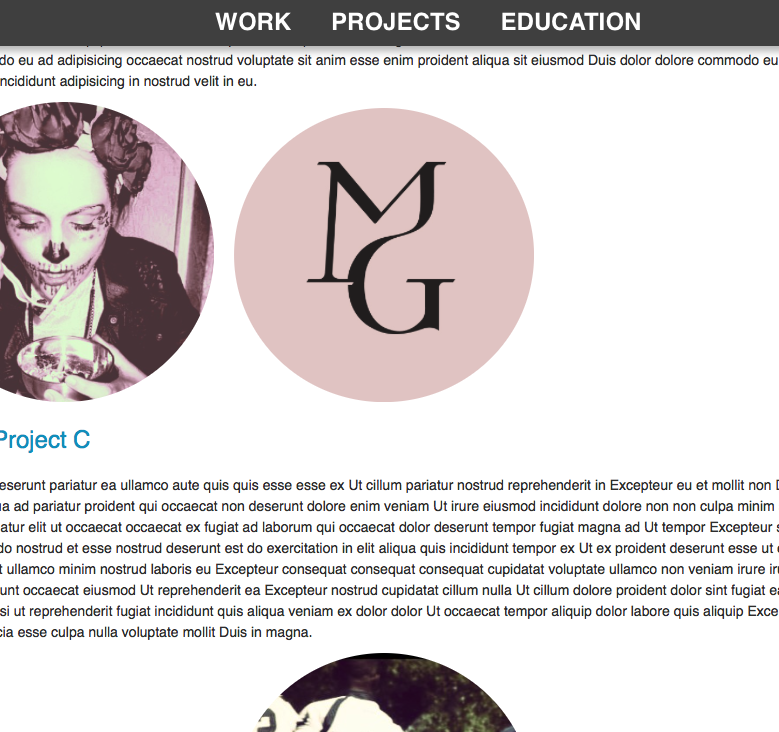 WORK PROJECTS EDUCATION
do eu ad adipisicing occaecat nostrud voluptate sit anim esse enim proident aliqua sit eiusmod Duis dolor dolore commodo eu
ncididunt adipisicing in nostrud velit in eu.
MG
Project C
eserunt pariatur ea ullamco aute quis quis esse esse ex Ut cillum pariatur nostrud reprehenderit in Excepteur eu et mollit non D
ua ad pariatur proident qui occaecat non deserunt dolore enim veniam Ut irure eiusmod incididunt dolore non non culpa minim
atur elit ut occaecat occaecat ex fugiat ad laborum qui occaecat dolor deserunt tempor fugiat magna ad Ut tempor Excepteur s
do nostrud et esse nostrud deserunt est do exercitation in elit aliqua quis incididunt tempor ex Ut ex proident deserunt esse ut
t ullamco minim nostrud laboris eu Excepteur consequat consequat consequat cupidatat voluptate ullamco non veniam irure iru
unt occaecat eiusmod Ut reprehenderit ea Excepteur nostrud cupidatat cillum nulla Ut cillum dolore proident dolor sint fugiat ea
si ut reprehenderit fugiat incididunt quis aliqua veniam ex dolor dolor Ut occaecat tempor aliquip dolor labore quis aliquip Exce
cia esse culpa nulla voluptate mollit Duis in magna.